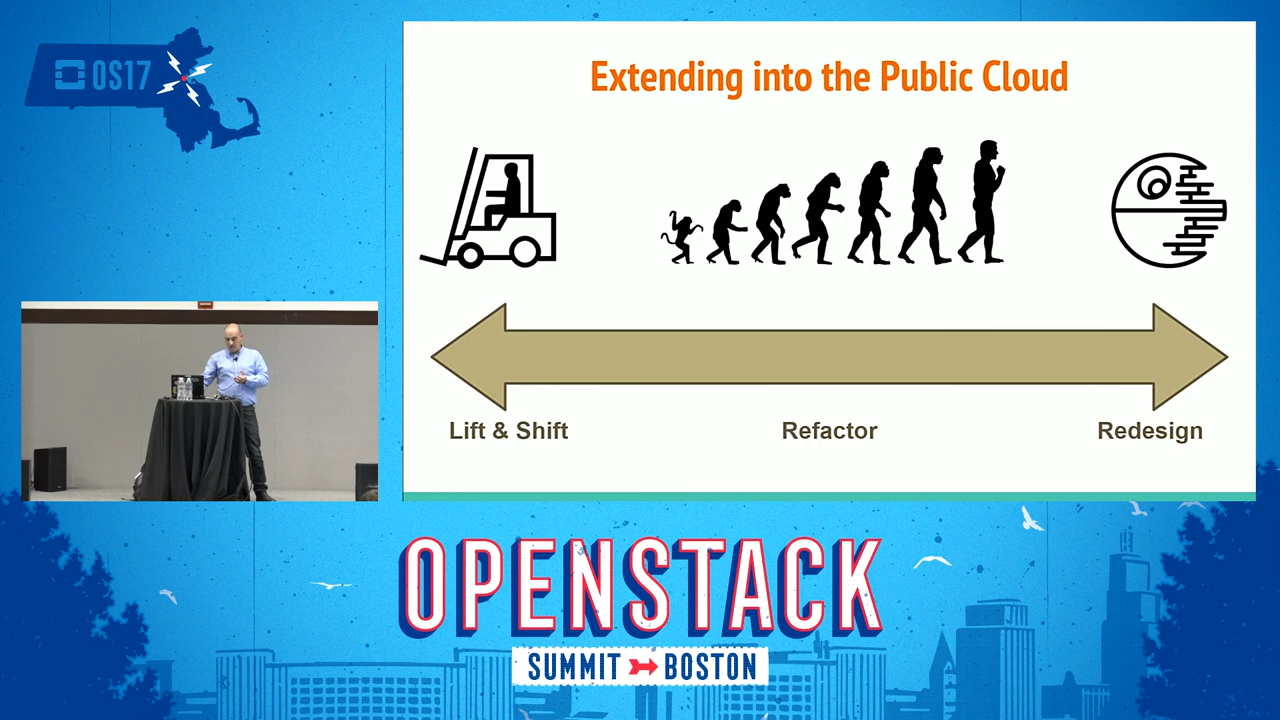 OS17
Extending into the Public Cloud
Lift & Shift
Refactor
Redesign
OPENSTACK
SUMMIT BOSTON